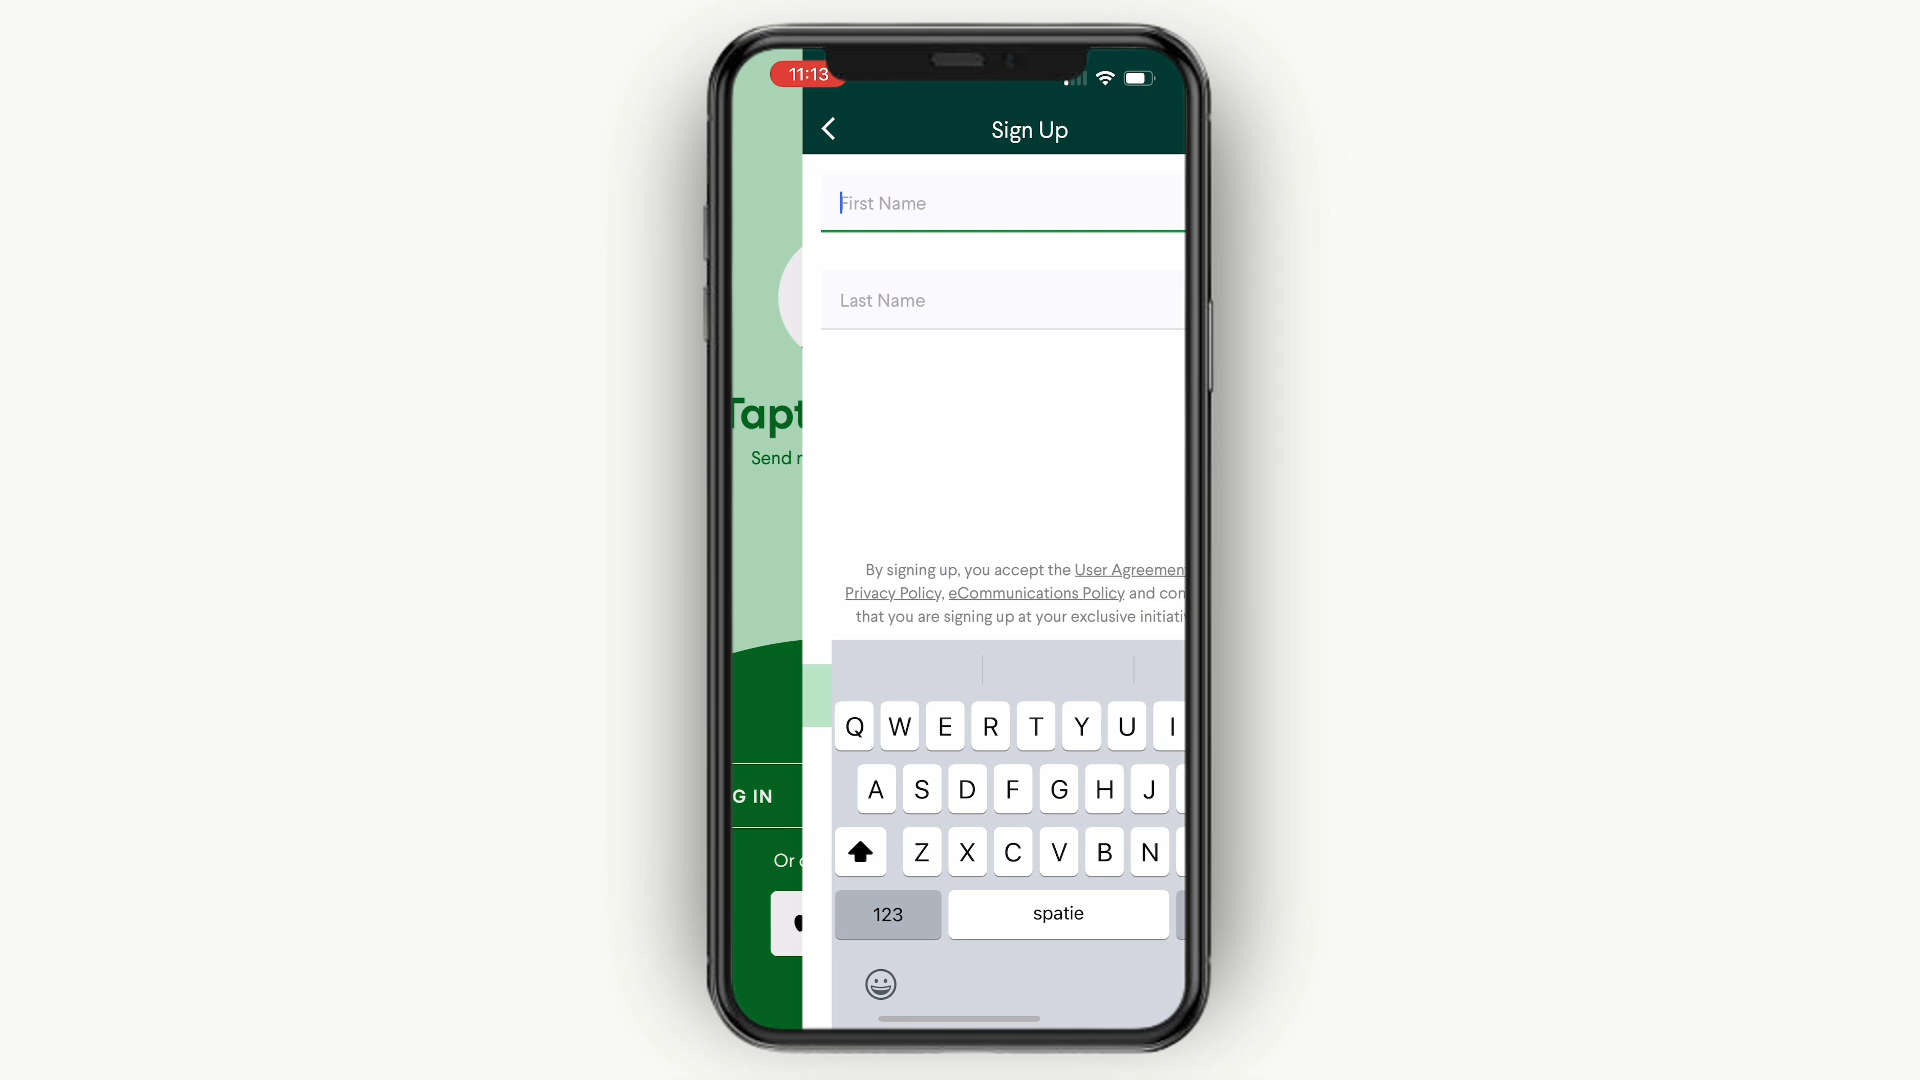 11:13
Sign Up
First Name
Last Name
Tapt
Send
By signing up, you accept the User Agreemen
Privacy Policy, eCommunications Policy and con
that you are signing up at your exclusive initiati
Q W E R T Y U I
A S D F G H J
Z X C V B N
123 spatie
G IN
Or